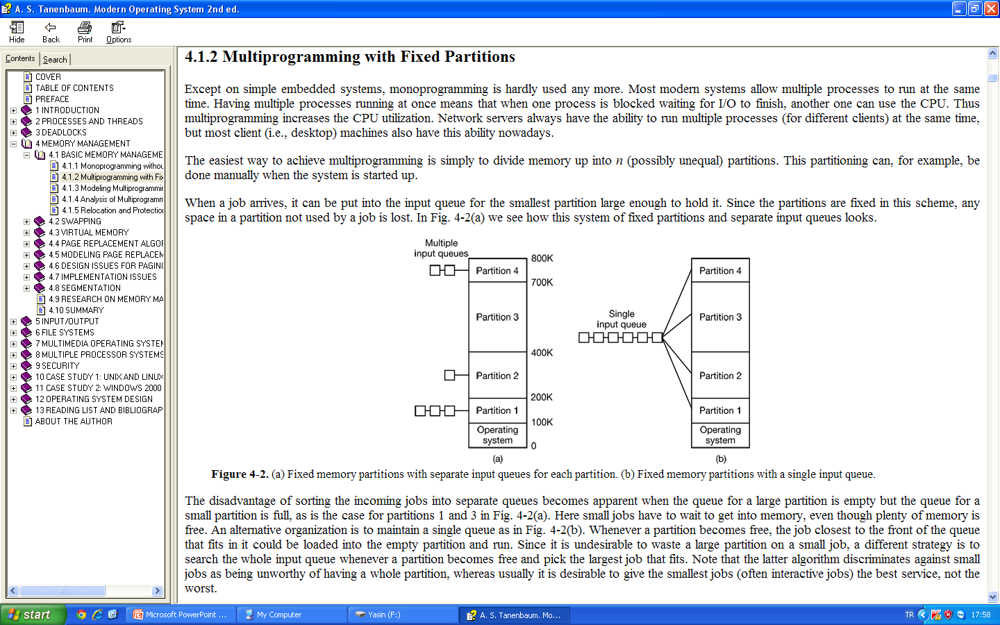 A. S. Tanenbaum. Modern Operating System 2nd ed.
Hide Back Print Options
Contents Search
COVER
TABLE OF CONTENTS
PREFACE
1 INTRODUCTION
2 PROCESSES AND THREADS
3 DEADLOCKS
4 MEMORY MANAGEMENT
4.1 BASIC MEMORY MANAGEME
4.1.1 Monoprogramming withou
4.1.2 Multiprogramming with Fix
4.1.3 Modeling Multiprogrammin
4.1.4 Analysis of Multiprogramm
4.1.5 Relocation and Protection
4.2 SWAPPING
4.3 VIRTUAL MEMORY
4.4 PAGE REPLACEMENT ALGOR
4.5 MODELING PAGE REPLACEM
4.6 DESIGN ISSUES FOR PAGING
4.7 IMPLEMENTATION ISSUES
4.8 SEGMENTATION
4.9 RESEARCH ON MEMORY MA
4.10 SUMMARY
5 INPUT/OUTPUT
6 FILE SYSTEMS
7 MULTIMEDIA OPERATING SYSTEM
8 MULTIPLE PROCESSOR SYSTEMS
9 SECURITY
10 CASE STUDY 1: UNIX AND LINUX
11 CASE STUDY 2: WINDOWS 2000
12 OPERATING SYSTEM DESIGN
13 READING LIST AND BIBLIOGRAP
ABOUT THE AUTHOR
4.1.2 Multiprogramming with Fixed Partitions
Except on simple embedded systems, monoprogramming is hardly used any more. Most modern systems allow multiple processes to run at the same
time. Having multiple processes running at once means that when one process is blocked waiting for I/O to finish, another one can use the CPU. Thus
multiprogramming increases the CPU utilization. Network servers always have the ability to run multiple processes (for different clients) at the same time,
but most client (i.e., desktop) machines also have this ability nowadays.
The easiest way to achieve multiprogramming is simply to divide memory up into n (possibly unequal) partitions. This partitioning can, for example, be
done manually when the system is started up.
When a job arrives, it can be put into the input queue for the smallest partition large enough to hold it. Since the partitions are fixed in this scheme, any
space in a partition not used by a job is lost. In Fig. 4-2(a) we see how this system of fixed partitions and separate input queues looks.
Multiple
input queues
800K
Partition 4
700K
Partition 3
400K
Partition 2
200K
Partition 1
100K
Operating
system
0
(a)
Single
input queue
Partition 4
Partition 3
Partition 2
Partition 1
Operating
system
(b)
Figure 4-2. (a) Fixed memory partitions with separate input queues for each partition. (b) Fixed memory partitions with a single input queue.
The disadvantage of sorting the incoming jobs into separate queues becomes apparent when the queue for a large partition is empty but the queue for a
small partition is full, as is the case for partitions 1 and 3 in Fig. 4-2(a). Here small jobs have to wait to get into memory, even though plenty of memory is
free. An alternative organization is to maintain a single queue as in Fig. 4-2(b). Whenever a partition becomes free, the job closest to the front of the queue
that fits in it could be loaded into the empty partition and run. Since it is undesirable to waste a large partition on a small job, a different strategy is to
search the whole input queue whenever a partition becomes free and pick the largest job that fits. Note that the latter algorithm discriminates against small
jobs as being unworthy of having a whole partition, whereas usually it is desirable to give the smallest jobs (often interactive jobs) the best service, not the
worst.
start Microsoft PowerPoint ... My Computer Yasin (F:) A. S. Tanenbaum. Mo... TR 17:58